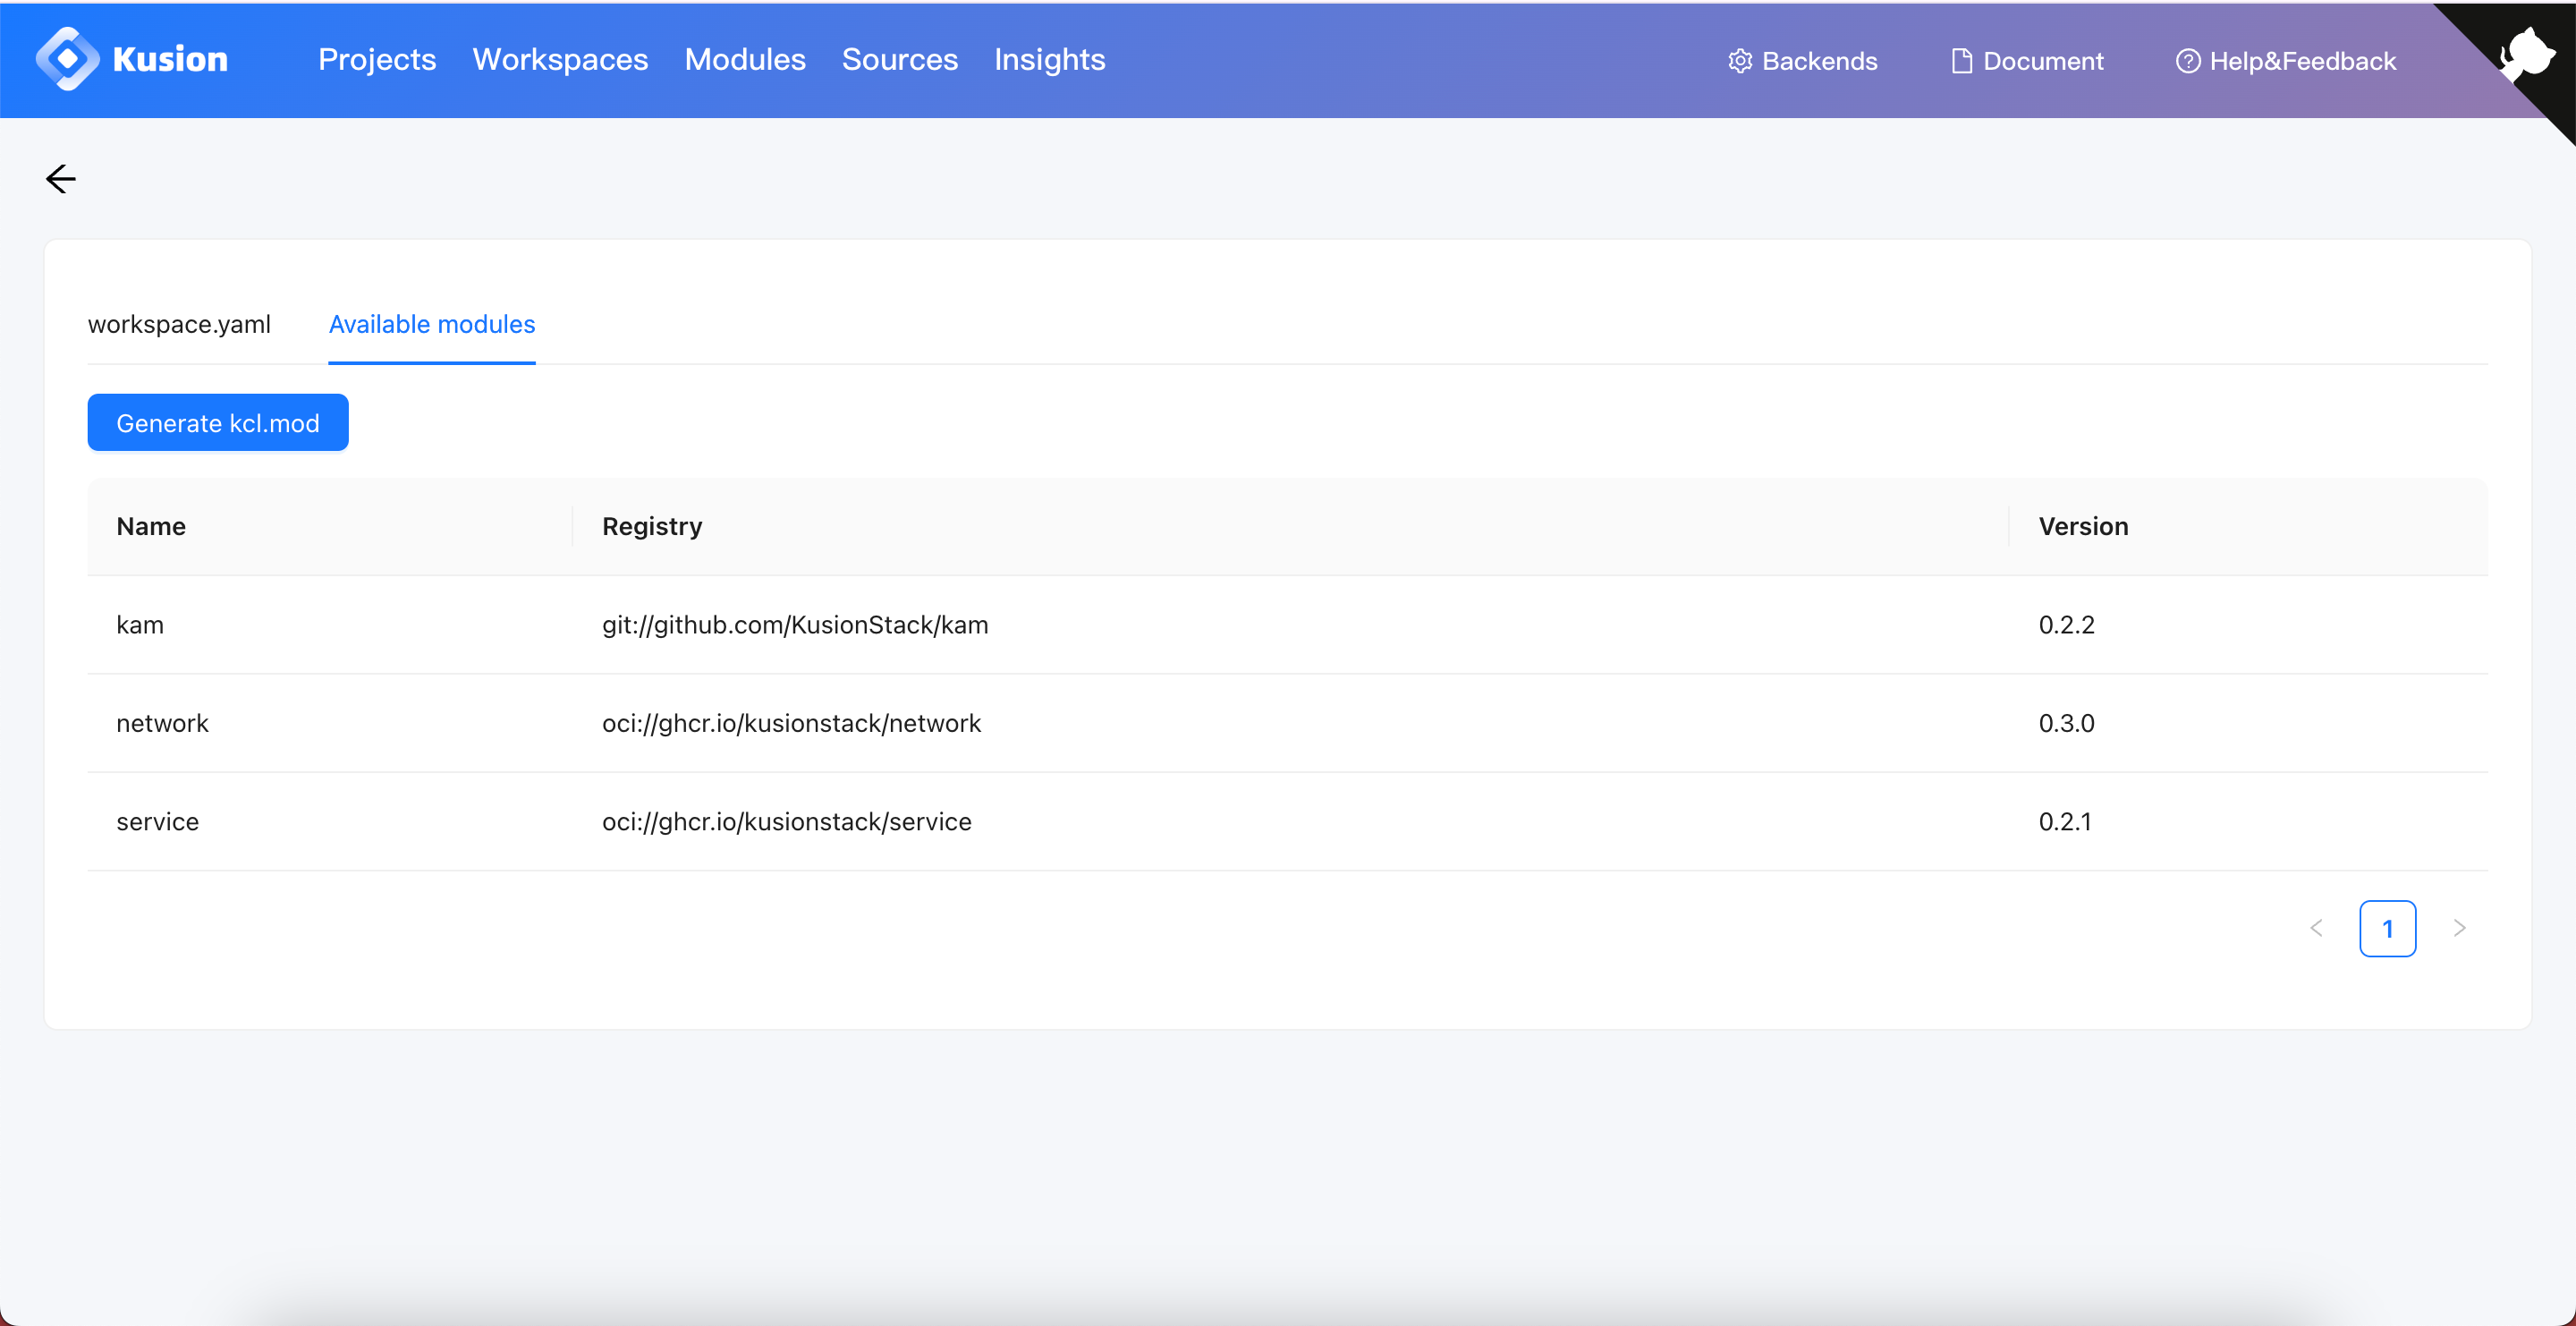 Kusion Projects Workspaces Modules Sources Insights Backends Document Help&Feedback
workspace.yaml Available modules
Generate kcl.mod
Name Registry Version
kam git://github.com/KusionStack/kam 0.2.2
network oci://ghcr.io/kusionstack/network 0.3.0
service oci://ghcr.io/kusionstack/service 0.2.1
1